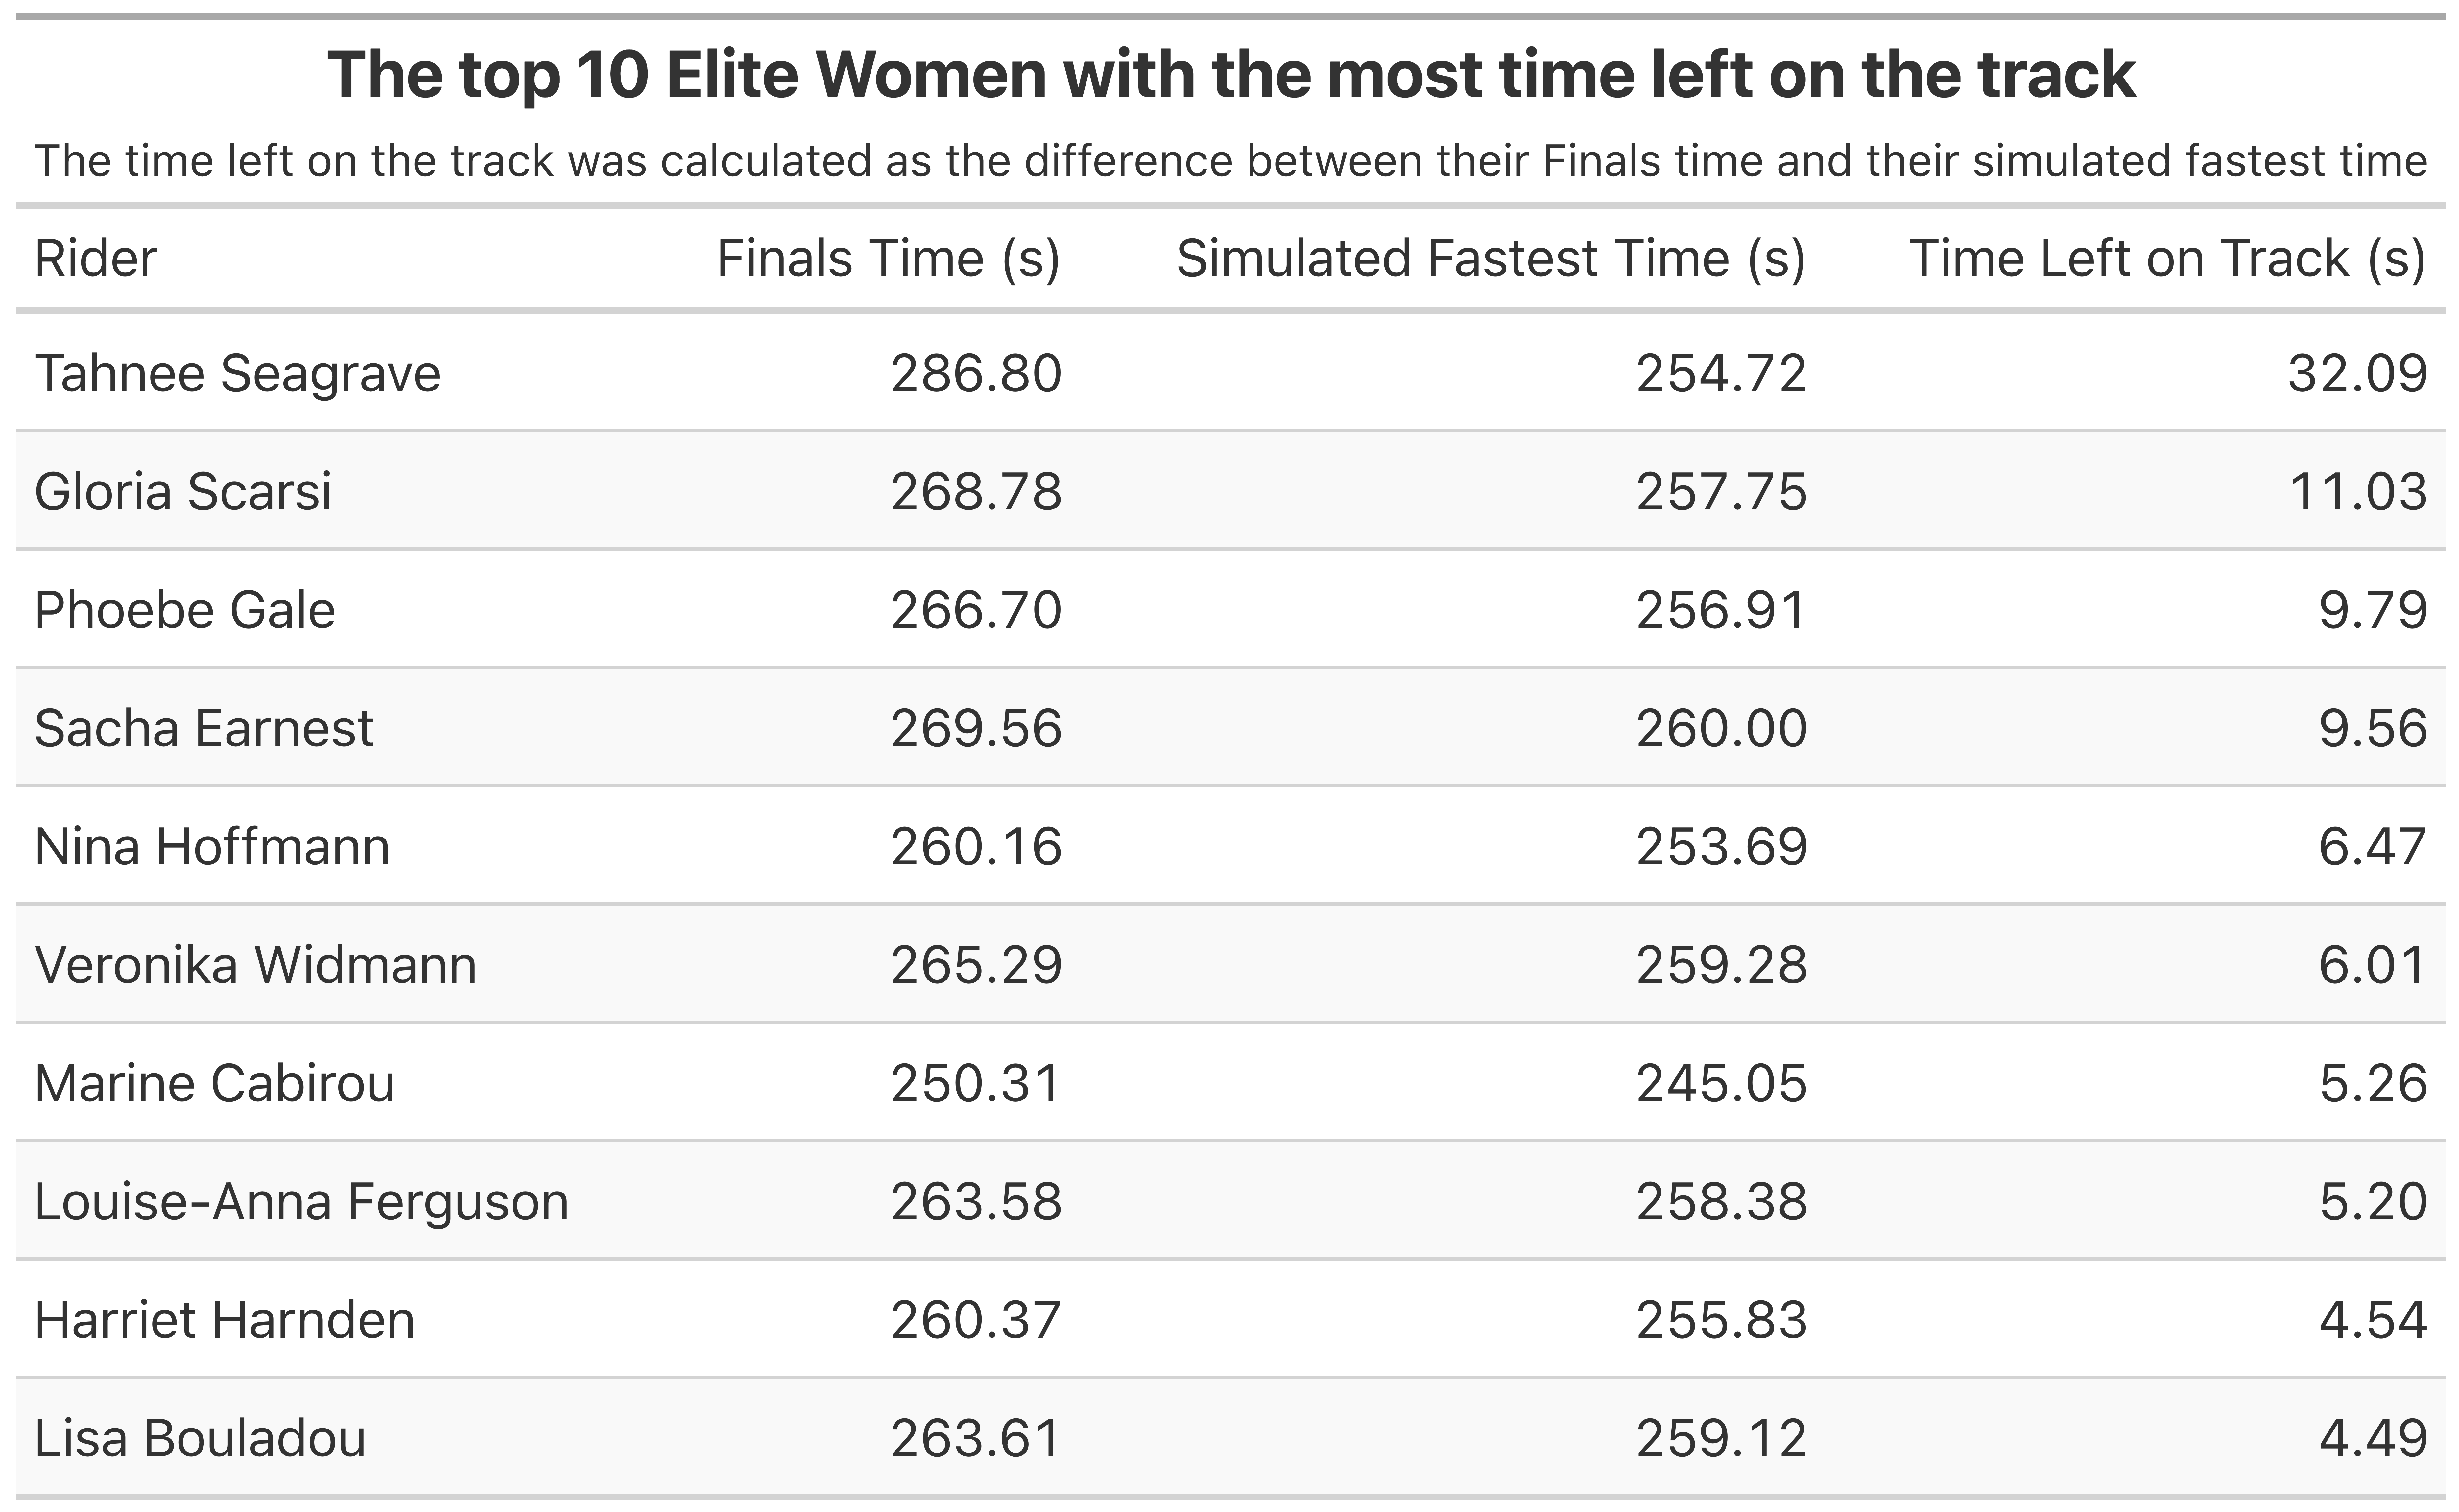 The top 10 Elite Women with the most time left on the track
The time left on the track was calculated as the difference between their Finals time and their simulated fastest time
Rider Finals Time (s) Simulated Fastest Time (s) Time Left on Track (s)
Tahnee Seagrave 286.80 254.72 32.09
Gloria Scarsi 268.78 257.75 11.03
Phoebe Gale 266.70 256.91 9.79
Sacha Earnest 269.56 260.00 9.56
Nina Hoffmann 260.16 253.69 6.47
Veronika Widmann 265.29 259.28 6.01
Marine Cabirou 250.31 245.05 5.26
Louise-Anna Ferguson 263.58 258.38 5.20
Harriet Harnden 260.37 255.83 4.54
Lisa Bouladou 263.61 259.12 4.49